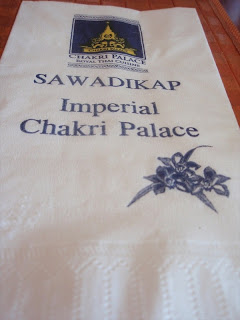 CHAKRI PALACE
ROYAL THAI CUISINE
SAWADIKAP
Imperial
Chakri Palace